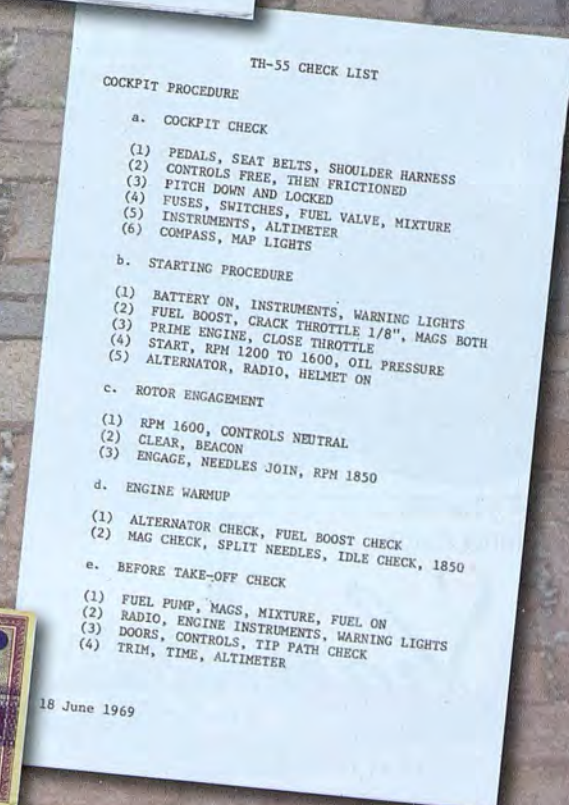 TH-55 CHECK LIST
COCKPIT PROCEDURE
a. COCKPIT CHECK
(1) PEDALS, SEAT BELTS, SHOULDER HARNESS
(2) CONTROLS FREE, THEN FRICTIONED
(3) PITCH DOWN AND LOCKED
(4) FUSES, SWITCHES, FUEL VALVE, MIXTURE
(5) INSTRUMENTS, ALTIMETER
(6) COMPASS, MAP LIGHTS
b. STARTING PROCEDURE
(1) BATTERY ON, INSTRUMENTS, WARNING LIGHTS
(2) FUEL BOOST, CRACK THROTTLE 1/8", MAGS BOTH
(3) PRIME ENGINE, CLOSE THROTTLE
(4) START, RPM 1200 TO 1600, OIL PRESSURE
(5) ALTERNATOR, RADIO, HELMET ON
c. ROTOR ENGAGEMENT
(1) RPM 1600, CONTROLS NEUTRAL
(2) CLEAR, BEACON
(3) ENGAGE, NEEDLES JOIN, RPM 1850
d. ENGINE WARMUP
(1) ALTERNATOR CHECK, FUEL BOOST CHECK
(2) MAG CHECK, SPLIT NEEDLES, IDLE CHECK, 1850
e. BEFORE TAKE-OFF CHECK
(1) FUEL PUMP, MAGS, MIXTURE, FUEL ON
(2) RADIO, ENGINE INSTRUMENTS, WARNING LIGHTS
(3) DOORS, CONTROLS, TIP PATH CHECK
(4) TRIM, TIME, ALTIMETER
18 June 1969